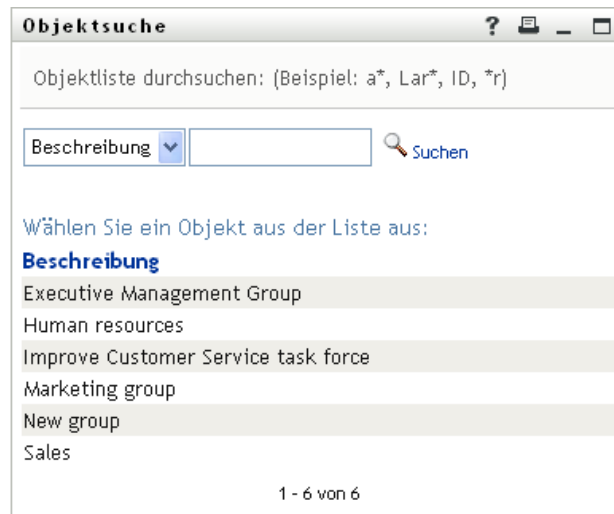 Objektsuche
Objektliste durchsuchen: (Beispiel: a*, Lar*, ID, *r)
Beschreibung Suchen
Wählen Sie ein Objekt aus der Liste aus:
Beschreibung
Executive Management Group
Human resources
Improve Customer Service task force
Marketing group
New group
Sales
1 - 6 von 6